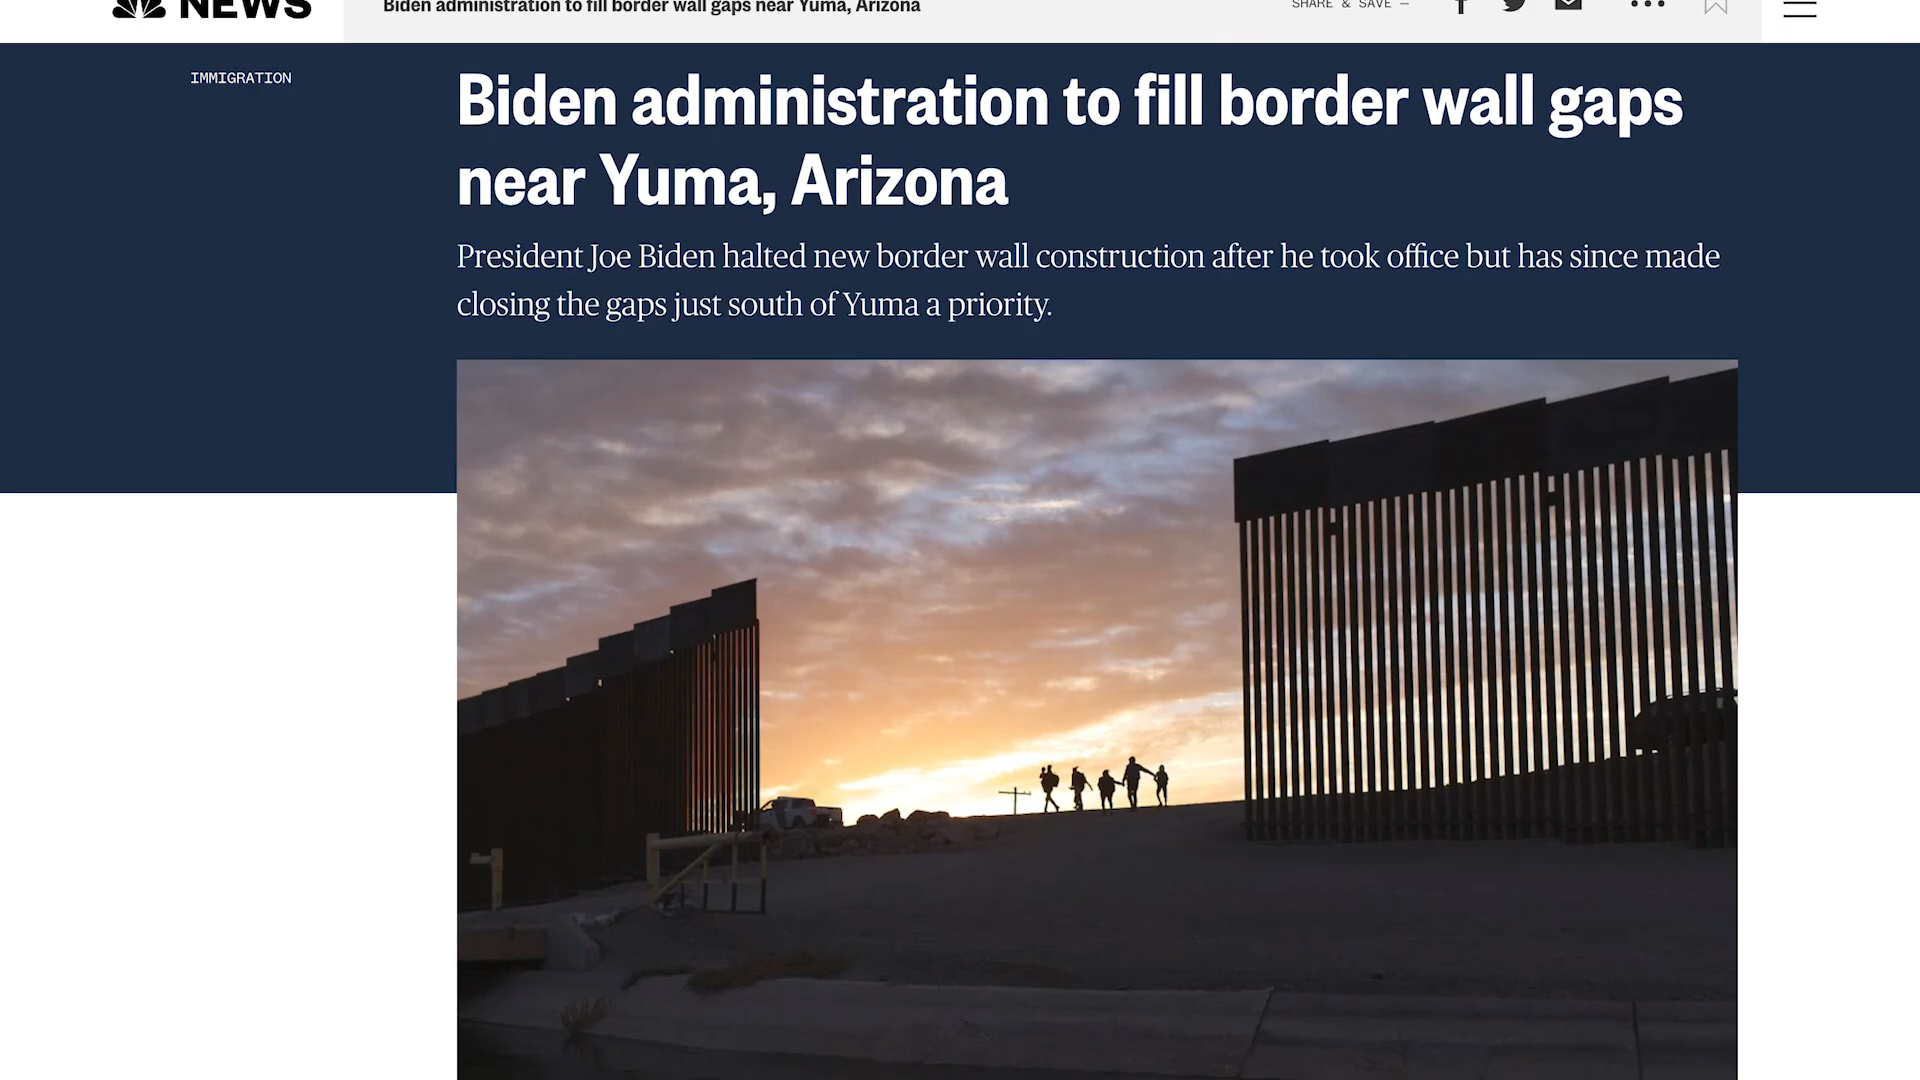 NEWS
Biden administration to fill border wall gaps near Yuma, Arizona
SHARE & SAVE —
IMMIGRATION
Biden administration to fill border wall gaps
near Yuma, Arizona
President Joe Biden halted new border wall construction after he took office but has since made
closing the gaps just south of Yuma a priority.